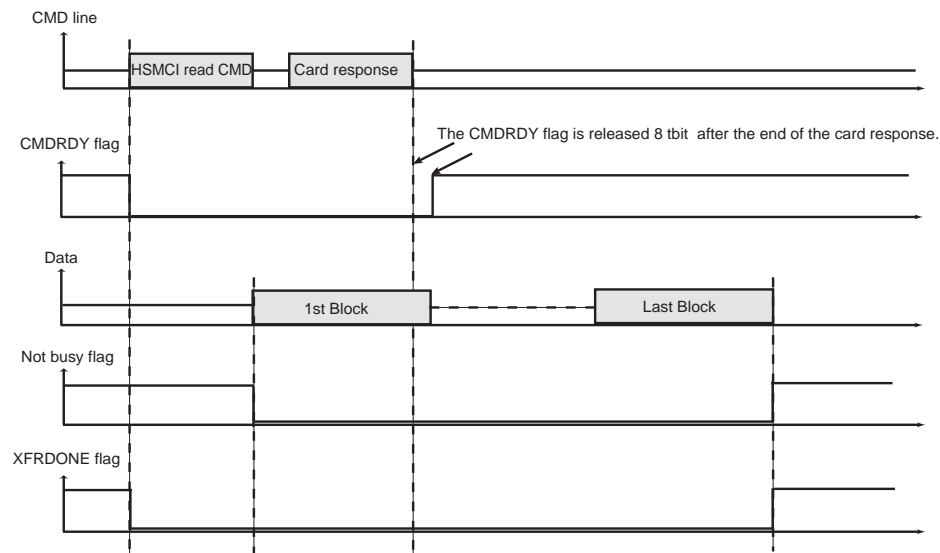 CMD line
HSMCI read CMD
Card response
The CMDRDY flag is released 8 tbit after the end of the card response.
CMDRDY flag
Data
1st Block
Last Block
Not busy flag
XFRDONE flag